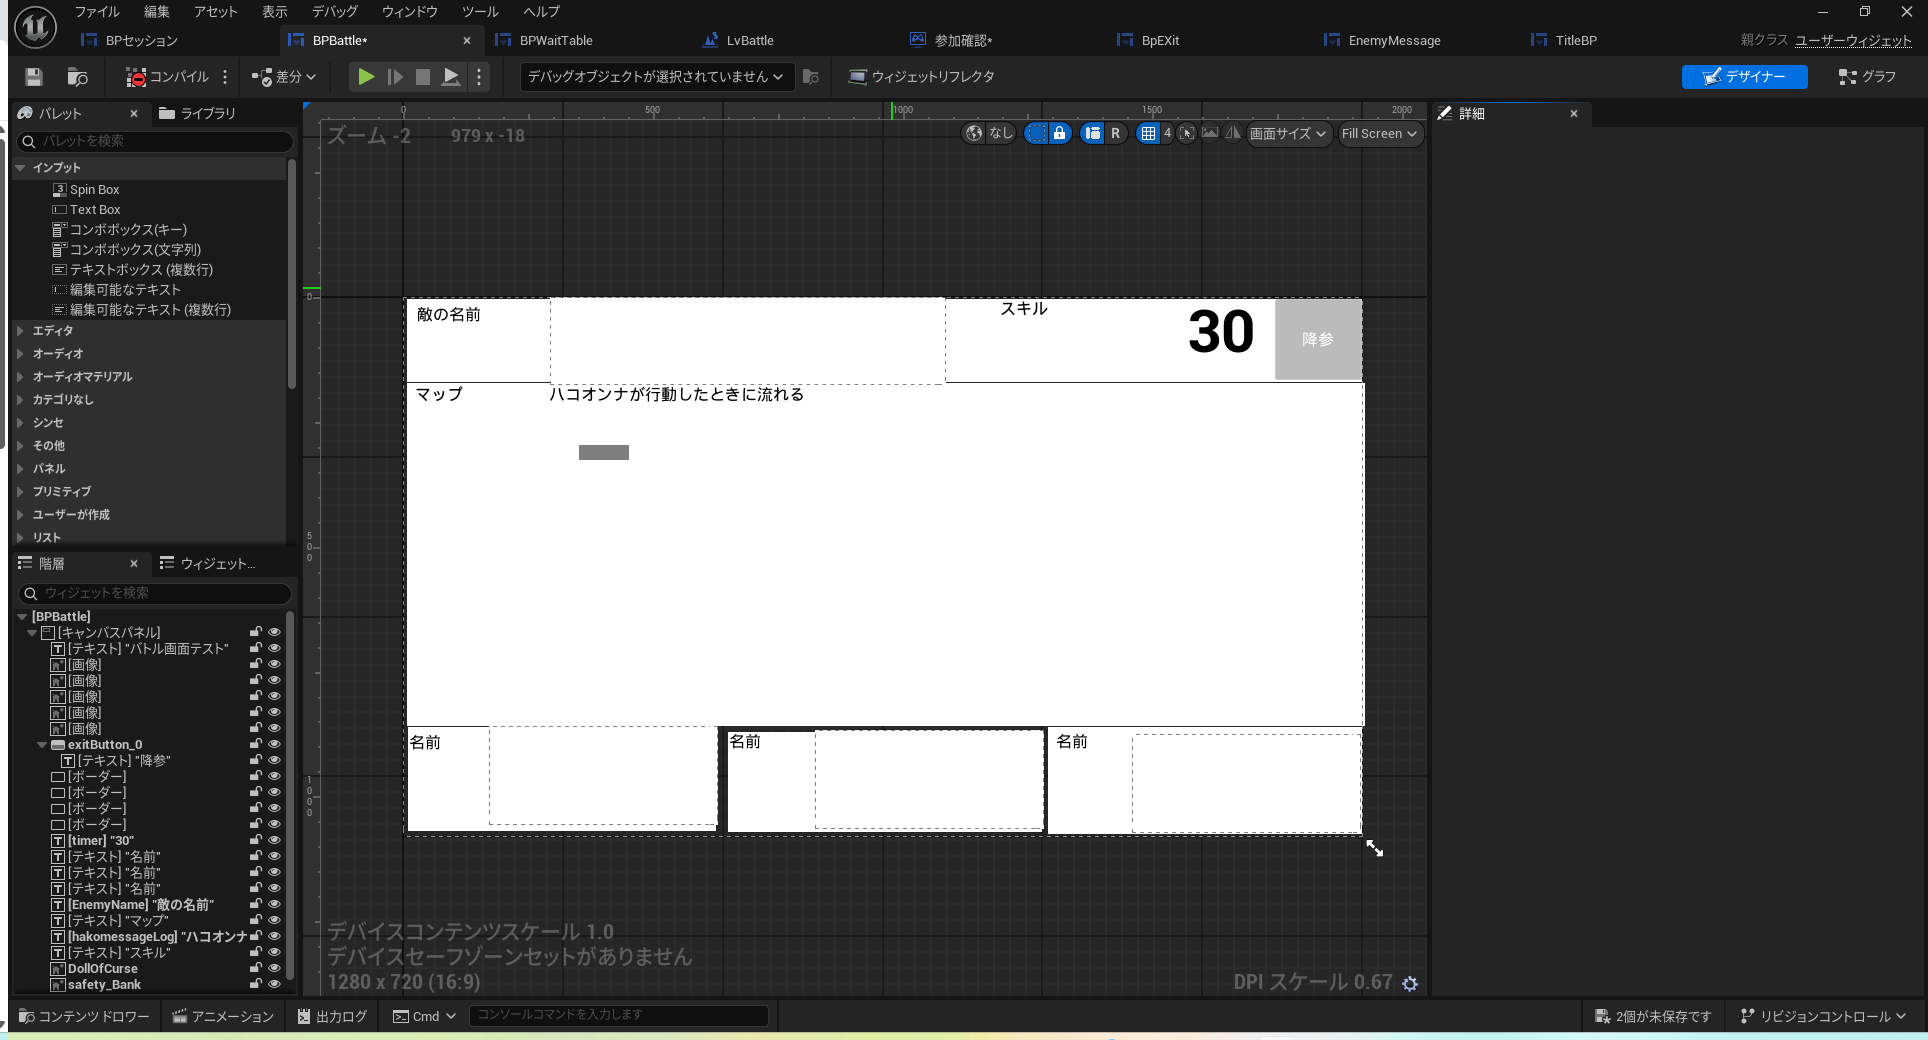 ファイル 編集 アセット 表示 デバッグ ウィンドウ ツール ヘルプ
BPセッション BPBattle* BPWaitTable LvBattle 参加確認* BpEXit EnemyMessage TitleBP 親クラス ユーザーウィジェット
コンパイル 差分 デバッグオブジェクトが選択されていません ウィジェットリフレクタ デザイナー グラフ
パレット ライブラリ
パレットを検索
インプット
Spin Box
Text Box
コンボボックス(キー)
コンボボックス(文字列)
テキストボックス (複数行)
編集可能なテキスト
編集可能なテキスト (複数行)
エディタ
オーディオ
オーディオマテリアル
カテゴリなし
シンセ
その他
パネル
プリミティブ
ユーザーが作成
リスト
階層 ウィジェット...
ウィジェットを検索
[BPBattle]
[キャンバスパネル]
[テキスト] "バトル画面テスト"
[画像]
[画像]
[画像]
[画像]
[画像]
exitButton_0
[テキスト] "降参"
[ボーダー]
[ボーダー]
[ボーダー]
[ボーダー]
[timer] "30"
[テキスト] "名前"
[テキスト] "名前"
[テキスト] "名前"
[EnemyName] "敵の名前"
[テキスト] "マップ"
[hakomessageLog] "ハコオンナ
[テキスト] "スキル"
DollOfCurse
safety_Bank
0 500 1000 1500 2000
ズーム -2 979 x -18
なし R 4 画面サイズ Fill Screen
0
500
1000
敵の名前 スキル 30 降参
マップ ハコオンナが行動したときに流れる
名前 名前 名前
デバイスコンテンツスケール 1.0
デバイスセーフゾーンセットがありません
1280 x 720 (16:9) DPI スケール 0.67
詳細
コンテンツ ドロワー アニメーション 出力ログ Cmd コンソールコマンドを入力します 2個が未保存です リビジョンコントロール